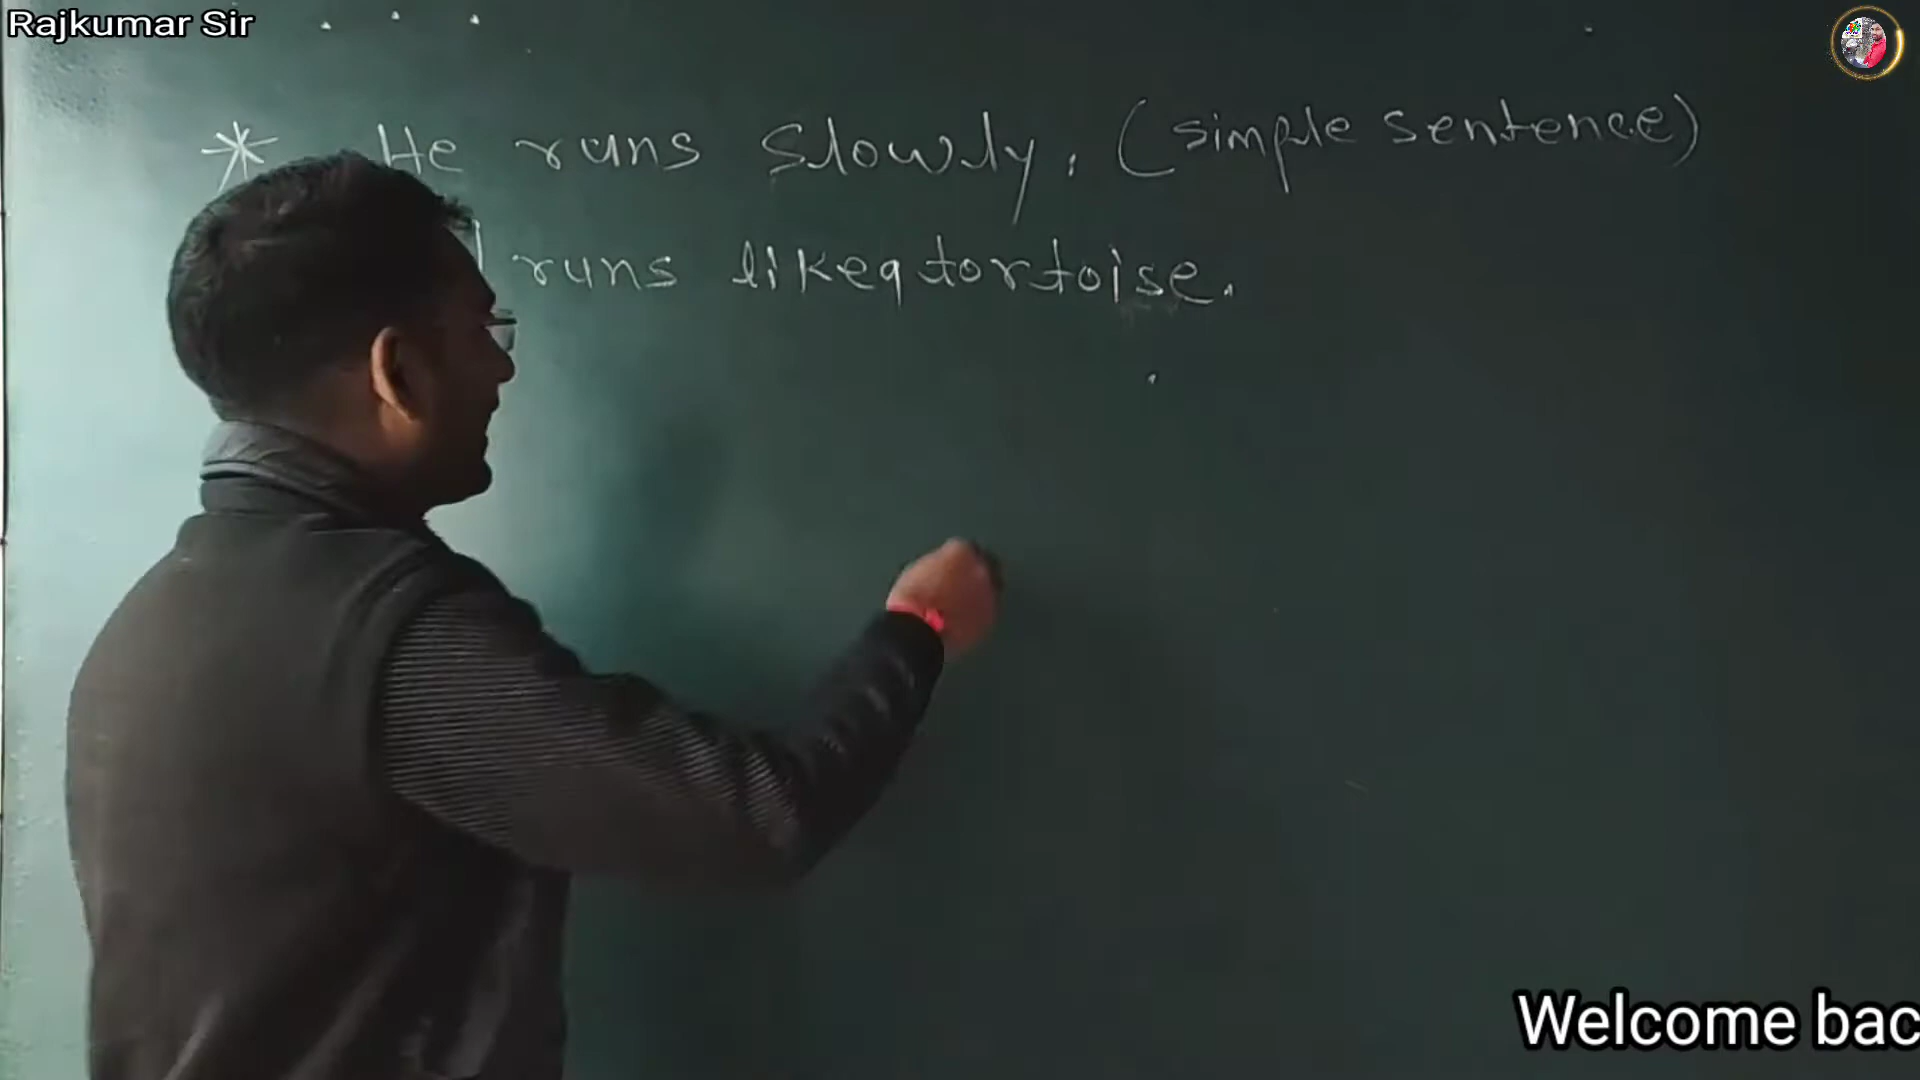 Rajkumar Sir
* He runs slowly. (simple sentence)
runs like a tortoise.
Welcome bac